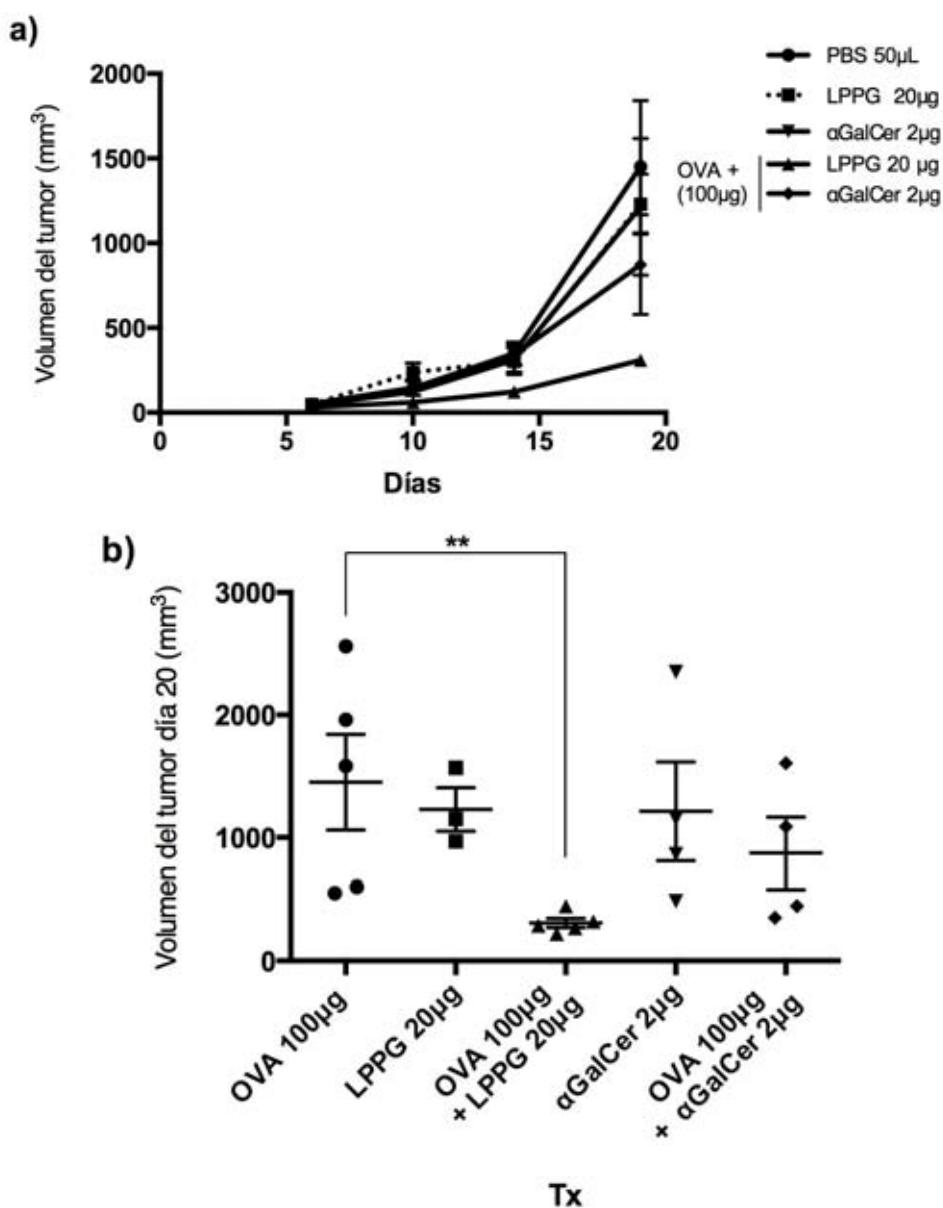 a)
Volumen del tumor (mm³)
2000
1500
1000
500
0
0 5 10 15 20
Días
PBS 50µL
LPPG 20µg
αGalCer 2µg
OVA +
(100µg)
LPPG 20 µg
αGalCer 2µg
b)
**
Volumen del tumor día 20 (mm³)
3000
2000
1000
0
OVA 100µg
LPPG 20µg
OVA 100µg
+ LPPG 20µg
αGalCer 2µg
OVA 100µg
+ αGalCer 2µg
Tx